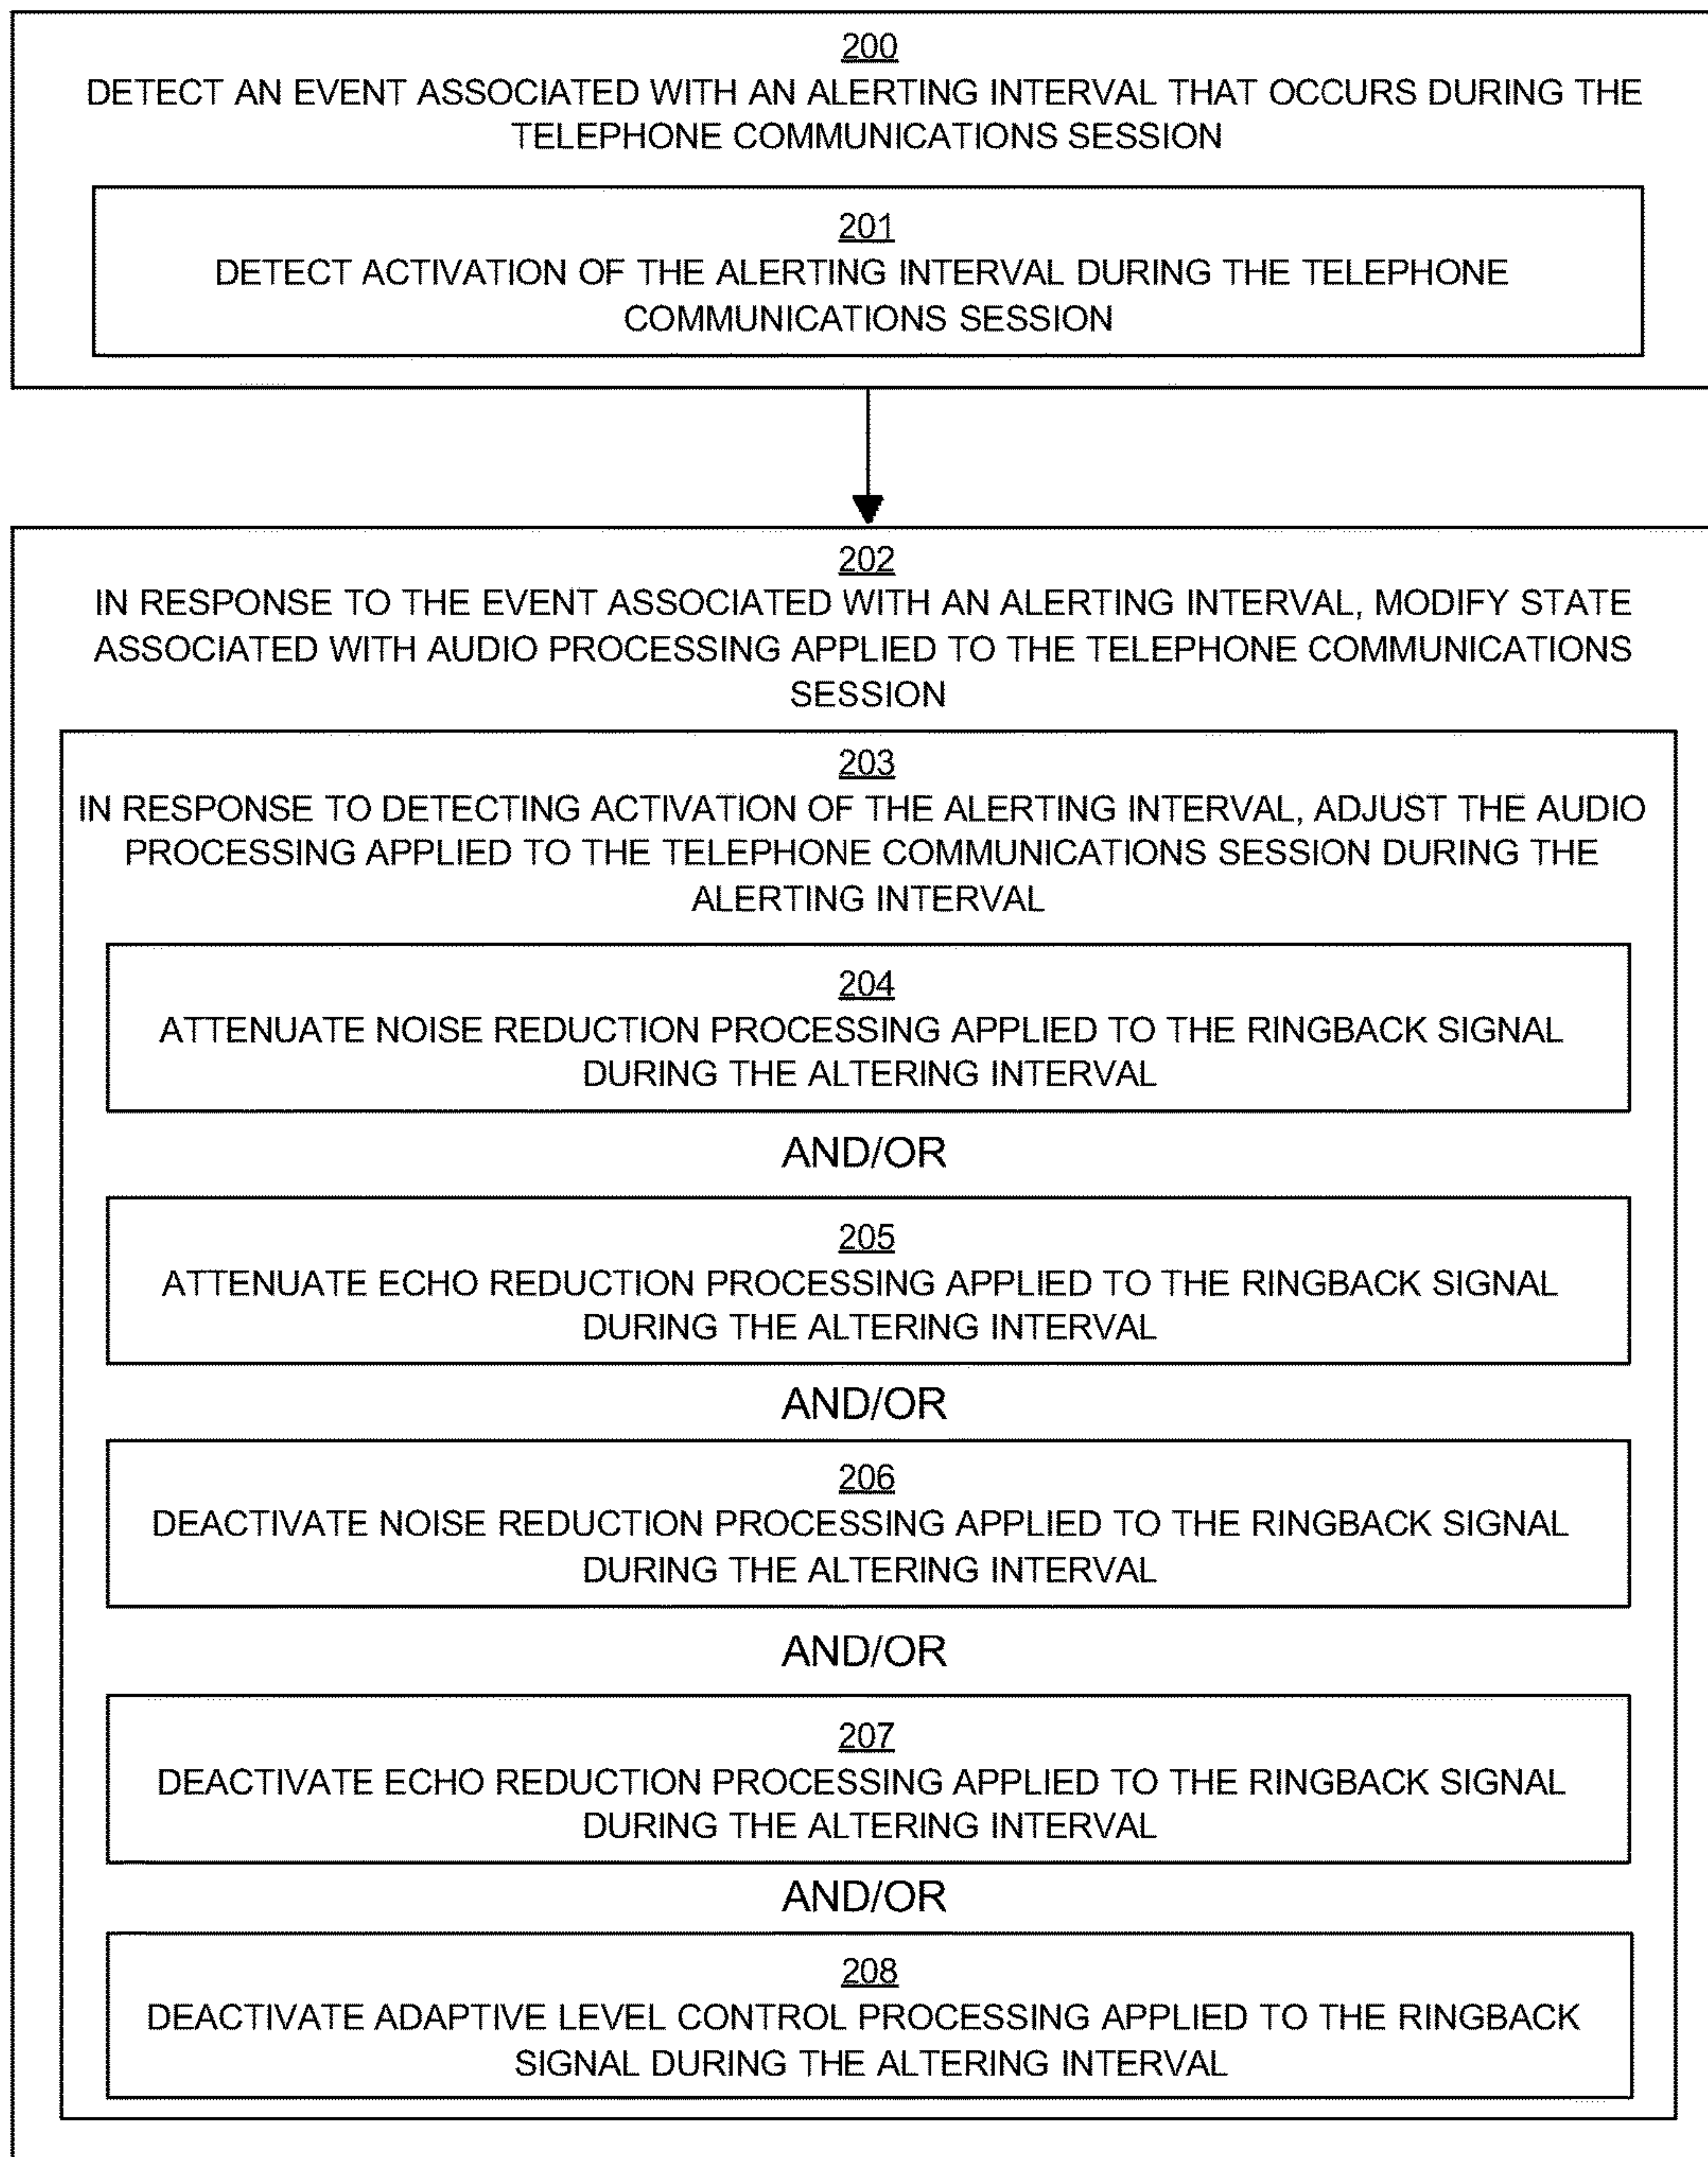 200
DETECT AN EVENT ASSOCIATED WITH AN ALERTING INTERVAL THAT OCCURS DURING THE
TELEPHONE COMMUNICATIONS SESSION
201
DETECT ACTIVATION OF THE ALERTING INTERVAL DURING THE TELEPHONE
COMMUNICATIONS SESSION
202
IN RESPONSE TO THE EVENT ASSOCIATED WITH AN ALERTING INTERVAL, MODIFY STATE
ASSOCIATED WITH AUDIO PROCESSING APPLIED TO THE TELEPHONE COMMUNICATIONS
SESSION
203
IN RESPONSE TO DETECTING ACTIVATION OF THE ALERTING INTERVAL, ADJUST THE AUDIO
PROCESSING APPLIED TO THE TELEPHONE COMMUNICATIONS SESSION DURING THE
ALERTING INTERVAL
204
ATTENUATE NOISE REDUCTION PROCESSING APPLIED TO THE RINGBACK SIGNAL
DURING THE ALTERING INTERVAL
AND/OR
205
ATTENUATE ECHO REDUCTION PROCESSING APPLIED TO THE RINGBACK SIGNAL
DURING THE ALTERING INTERVAL
AND/OR
206
DEACTIVATE NOISE REDUCTION PROCESSING APPLIED TO THE RINGBACK SIGNAL
DURING THE ALTERING INTERVAL
AND/OR
207
DEACTIVATE ECHO REDUCTION PROCESSING APPLIED TO THE RINGBACK SIGNAL
DURING THE ALTERING INTERVAL
AND/OR
208
DEACTIVATE ADAPTIVE LEVEL CONTROL PROCESSING APPLIED TO THE RINGBACK
SIGNAL DURING THE ALTERING INTERVAL